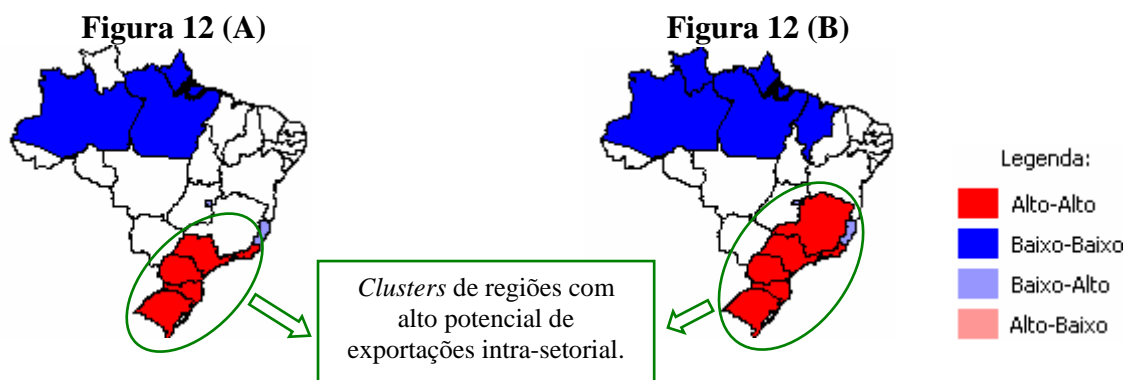 Figura 12 (A)
Figura 12 (B)
Legenda:
Alto-Alto
Baixo-Baixo
Baixo-Alto
Alto-Baixo
Clusters de regiões com
alto potencial de
exportações intra-setorial.